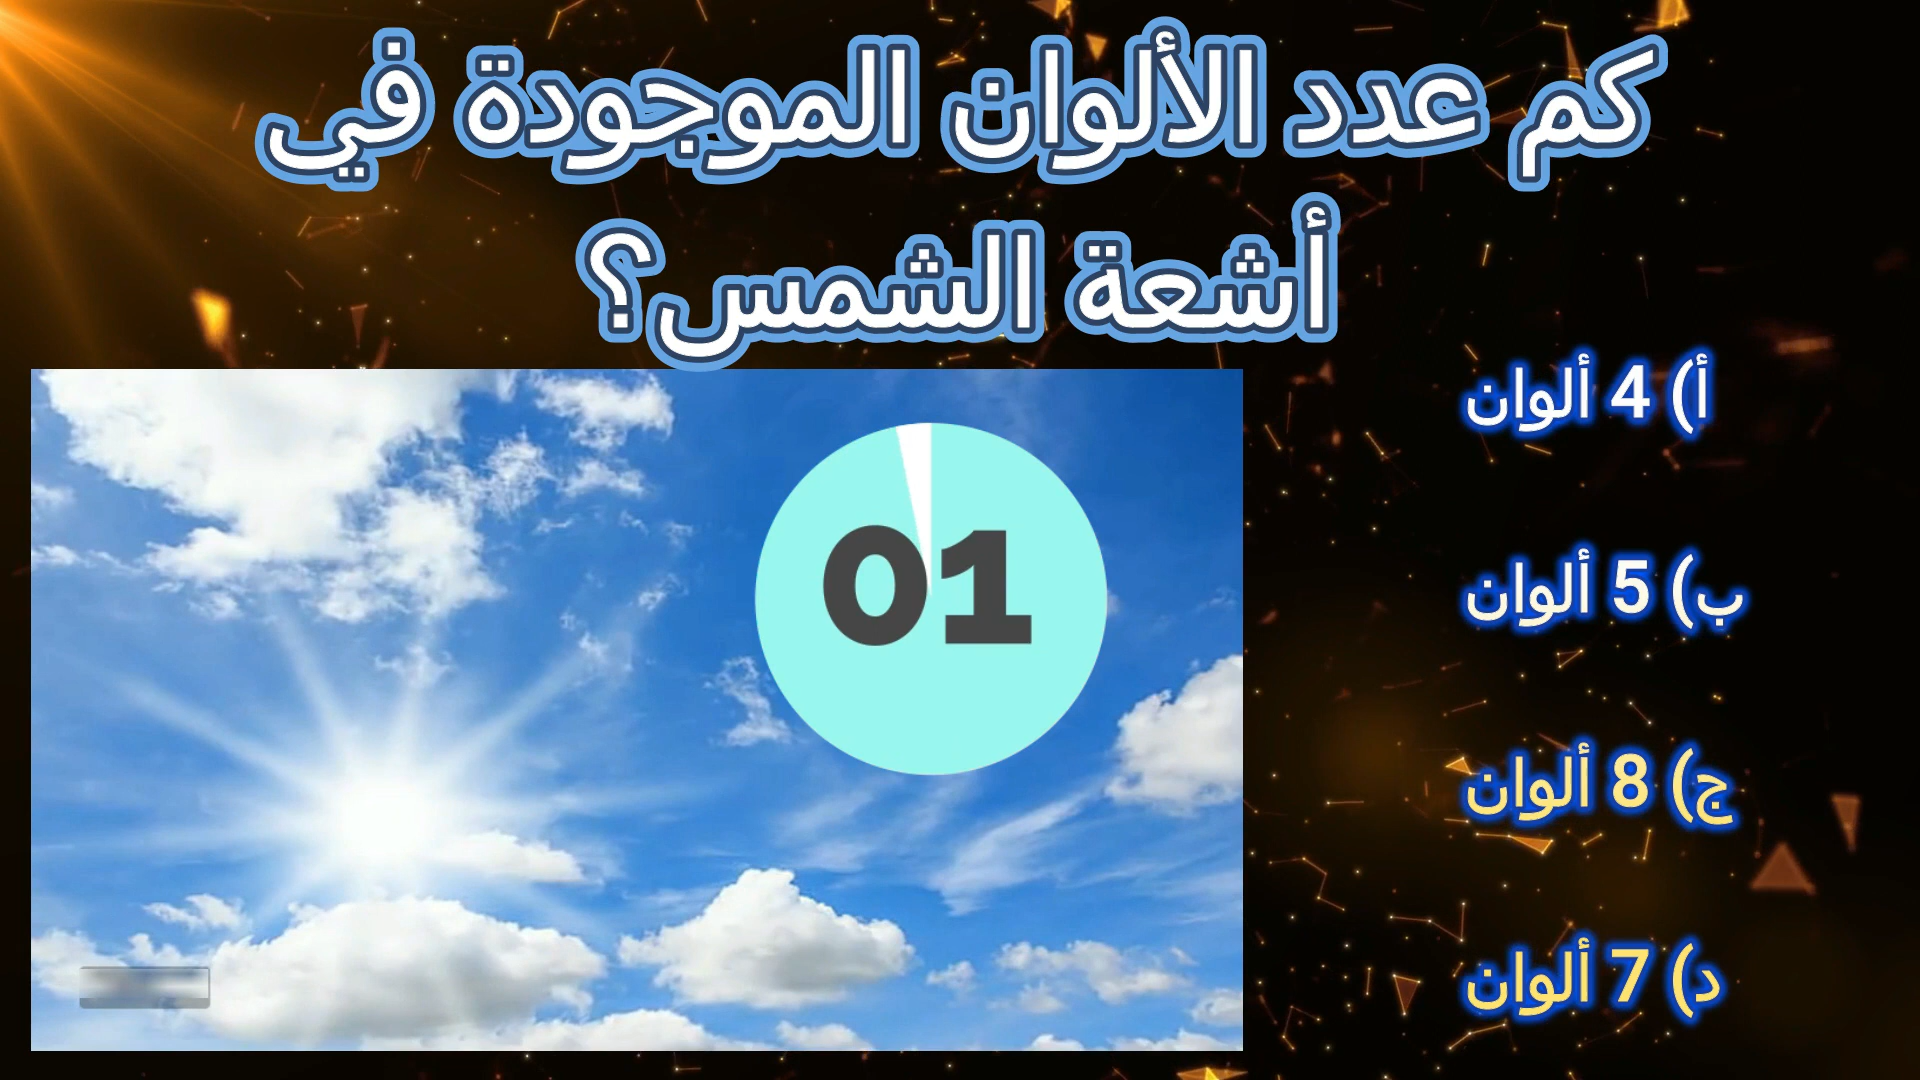 كم عدد الألوان الموجودة في
أشعة الشمس؟
أ) 4 ألوان
01
ب) 5 ألوان
ج) 8 ألوان
د) 7 ألوان